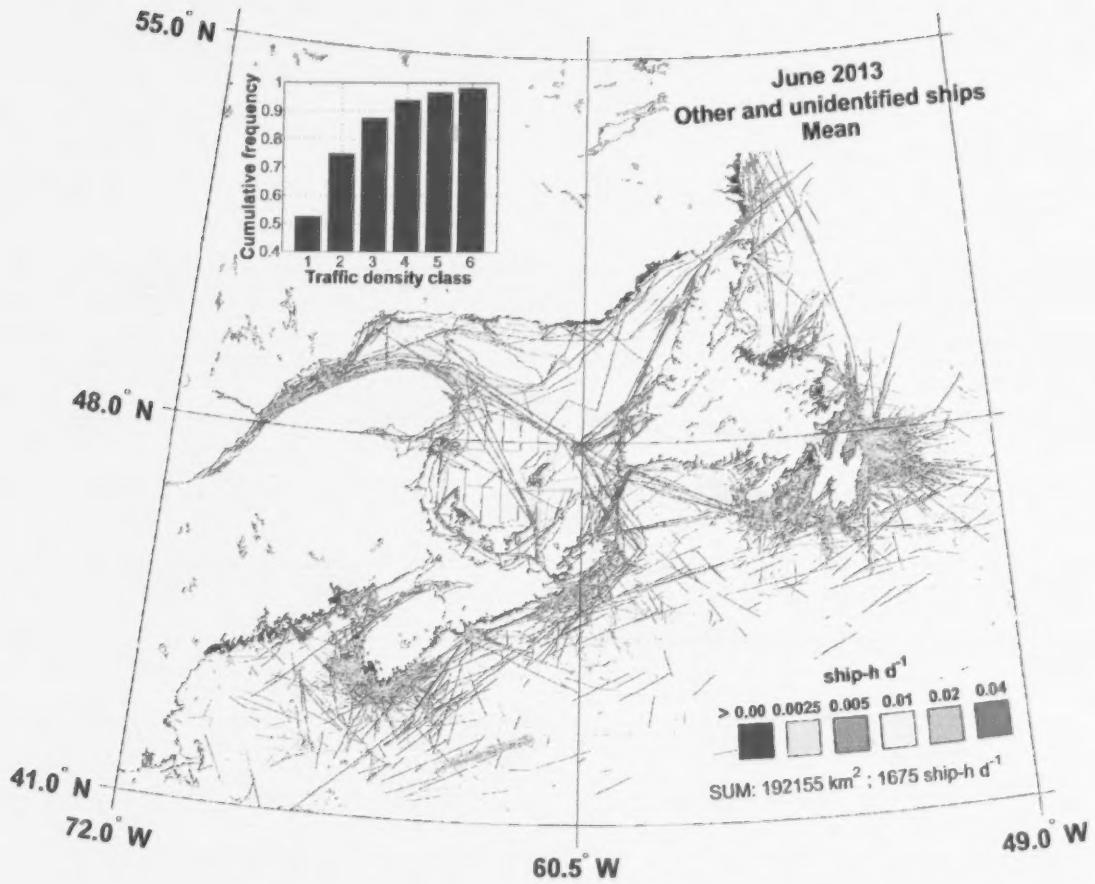 55.0° N
June 2013
Other and unidentified ships
Mean
Cumulative frequency
1
0.9
0.8
0.7
0.6
0.5
0.4
1 2 3 4 5 6
Traffic density class
48.0° N
ship-h d⁻¹
> 0.00 0.0025 0.005 0.01 0.02 0.04
SUM: 192155 km² ; 1675 ship-h d⁻¹
41.0° N
72.0° W
60.5° W
49.0° W